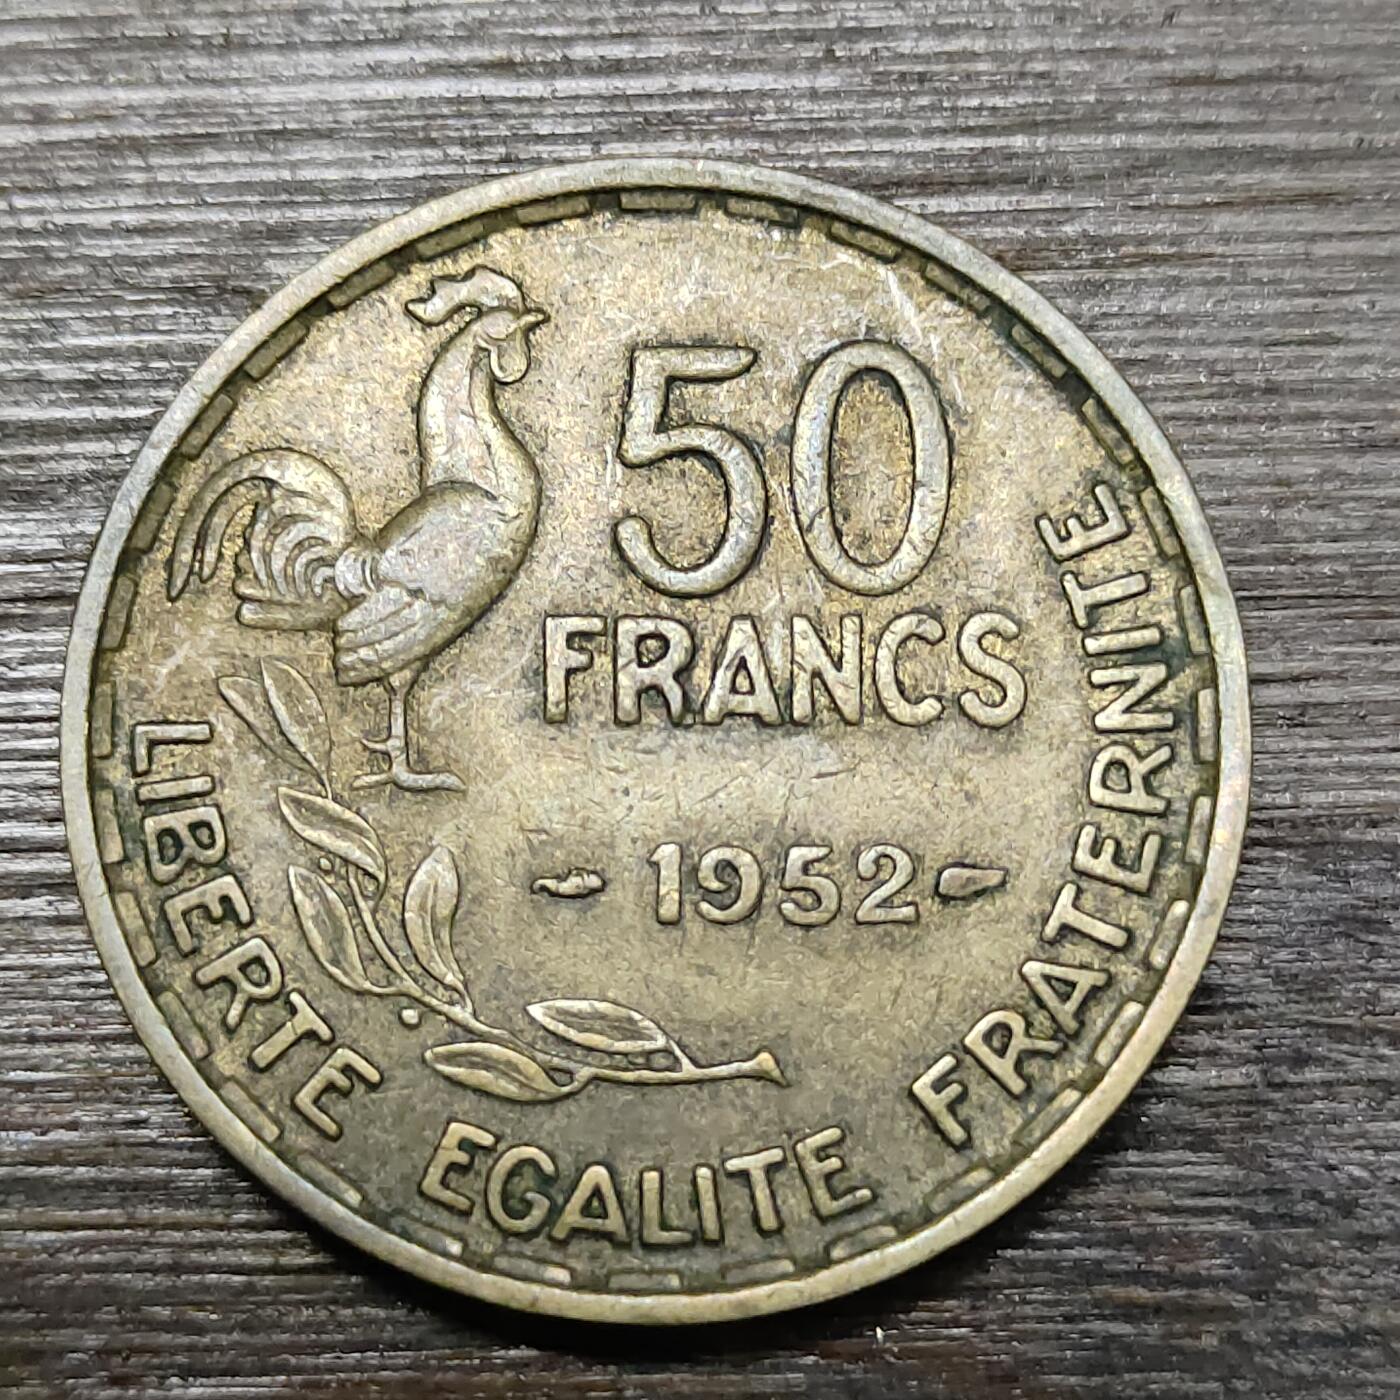 50
FRANCS
1952
LIBERTE EGALITE FRATERNITE